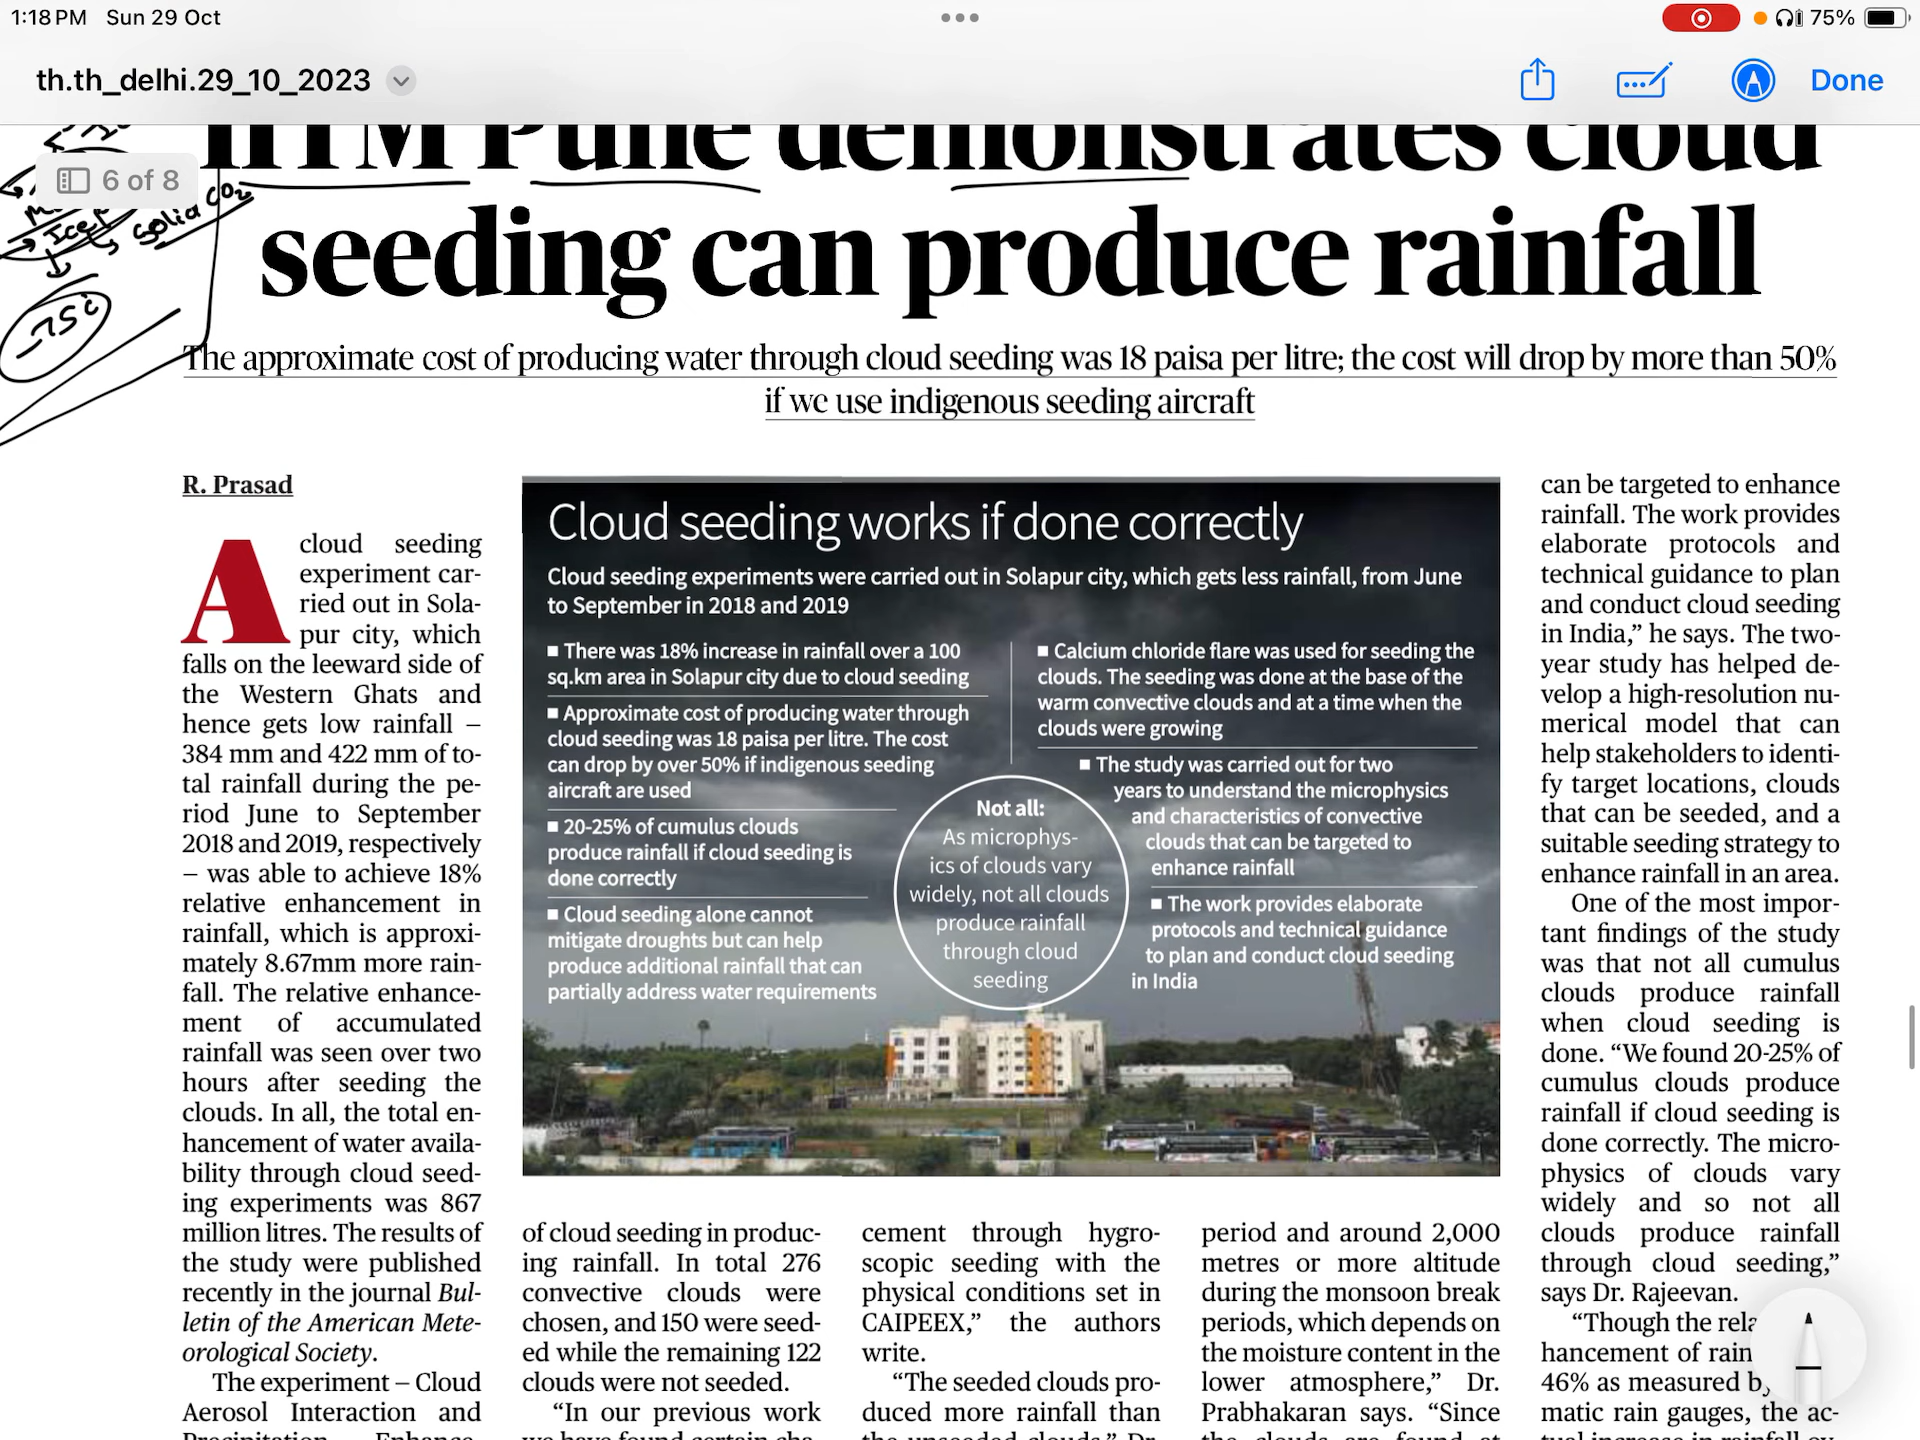 1:18 PM Sun 29 Oct
75%
th.th_delhi.29_10_2023
Done
6 of 8
IITM Pune demonstrates cloud
seeding can produce rainfall
Solid CO2
The approximate cost of producing water through cloud seeding was 18 paisa per litre; the cost will drop by more than 50%
if we use indigenous seeding aircraft
R. Prasad
A cloud seeding
experiment car-
ried out in Sola-
pur city, which
falls on the leeward side of
the Western Ghats and
hence gets low rainfall –
384 mm and 422 mm of to-
tal rainfall during the pe-
riod June to September
2018 and 2019, respectively
– was able to achieve 18%
relative enhancement in
rainfall, which is approxi-
mately 8.67mm more rain-
fall. The relative enhance-
ment of accumulated
rainfall was seen over two
hours after seeding the
clouds. In all, the total en-
hancement of water availa-
bility through cloud seed-
ing experiments was 867
million litres. The results of
the study were published
recently in the journal Bul-
letin of the American Mete-
orological Society.
The experiment – Cloud
Aerosol Interaction and
Precipitation Enhance-
Cloud seeding works if done correctly
Cloud seeding experiments were carried out in Solapur city, which gets less rainfall, from June
to September in 2018 and 2019
■ There was 18% increase in rainfall over a 100
sq.km area in Solapur city due to cloud seeding
■ Approximate cost of producing water through
cloud seeding was 18 paisa per litre. The cost
can drop by over 50% if indigenous seeding
aircraft are used
■ 20-25% of cumulus clouds
produce rainfall if cloud seeding is
done correctly
■ Cloud seeding alone cannot
mitigate droughts but can help
produce additional rainfall that can
partially address water requirements
Not all:
As microphys-
ics of clouds vary
widely, not all clouds
produce rainfall
through cloud
seeding
■ Calcium chloride flare was used for seeding the
clouds. The seeding was done at the base of the
warm convective clouds and at a time when the
clouds were growing
■ The study was carried out for two
years to understand the microphysics
and characteristics of convective
clouds that can be targeted to
enhance rainfall
■ The work provides elaborate
protocols and technical guidance
to plan and conduct cloud seeding
in India
of cloud seeding in produc-
ing rainfall. In total 276
convective clouds were
chosen, and 150 were seed-
ed while the remaining 122
clouds were not seeded.
“In our previous work
we have found certain cha-
cement through hygro-
scopic seeding with the
physical conditions set in
CAIPEEX,” the authors
write.
“The seeded clouds pro-
duced more rainfall than
the unseeded clouds,” Dr.
period and around 2,000
metres or more altitude
during the monsoon break
periods, which depends on
the moisture content in the
lower atmosphere,” Dr.
Prabhakaran says. “Since
the clouds are found at
can be targeted to enhance
rainfall. The work provides
elaborate protocols and
technical guidance to plan
and conduct cloud seeding
in India,” he says. The two-
year study has helped de-
velop a high-resolution nu-
merical model that can
help stakeholders to identi-
fy target locations, clouds
that can be seeded, and a
suitable seeding strategy to
enhance rainfall in an area.
One of the most impor-
tant findings of the study
was that not all cumulus
clouds produce rainfall
when cloud seeding is
done. “We found 20-25% of
cumulus clouds produce
rainfall if cloud seeding is
done correctly. The micro-
physics of clouds vary
widely and so not all
clouds produce rainfall
through cloud seeding,”
says Dr. Rajeevan.
“Though the
hancement of
46% as measured
matic rain gauges, the ac-
tual increase in rainfall